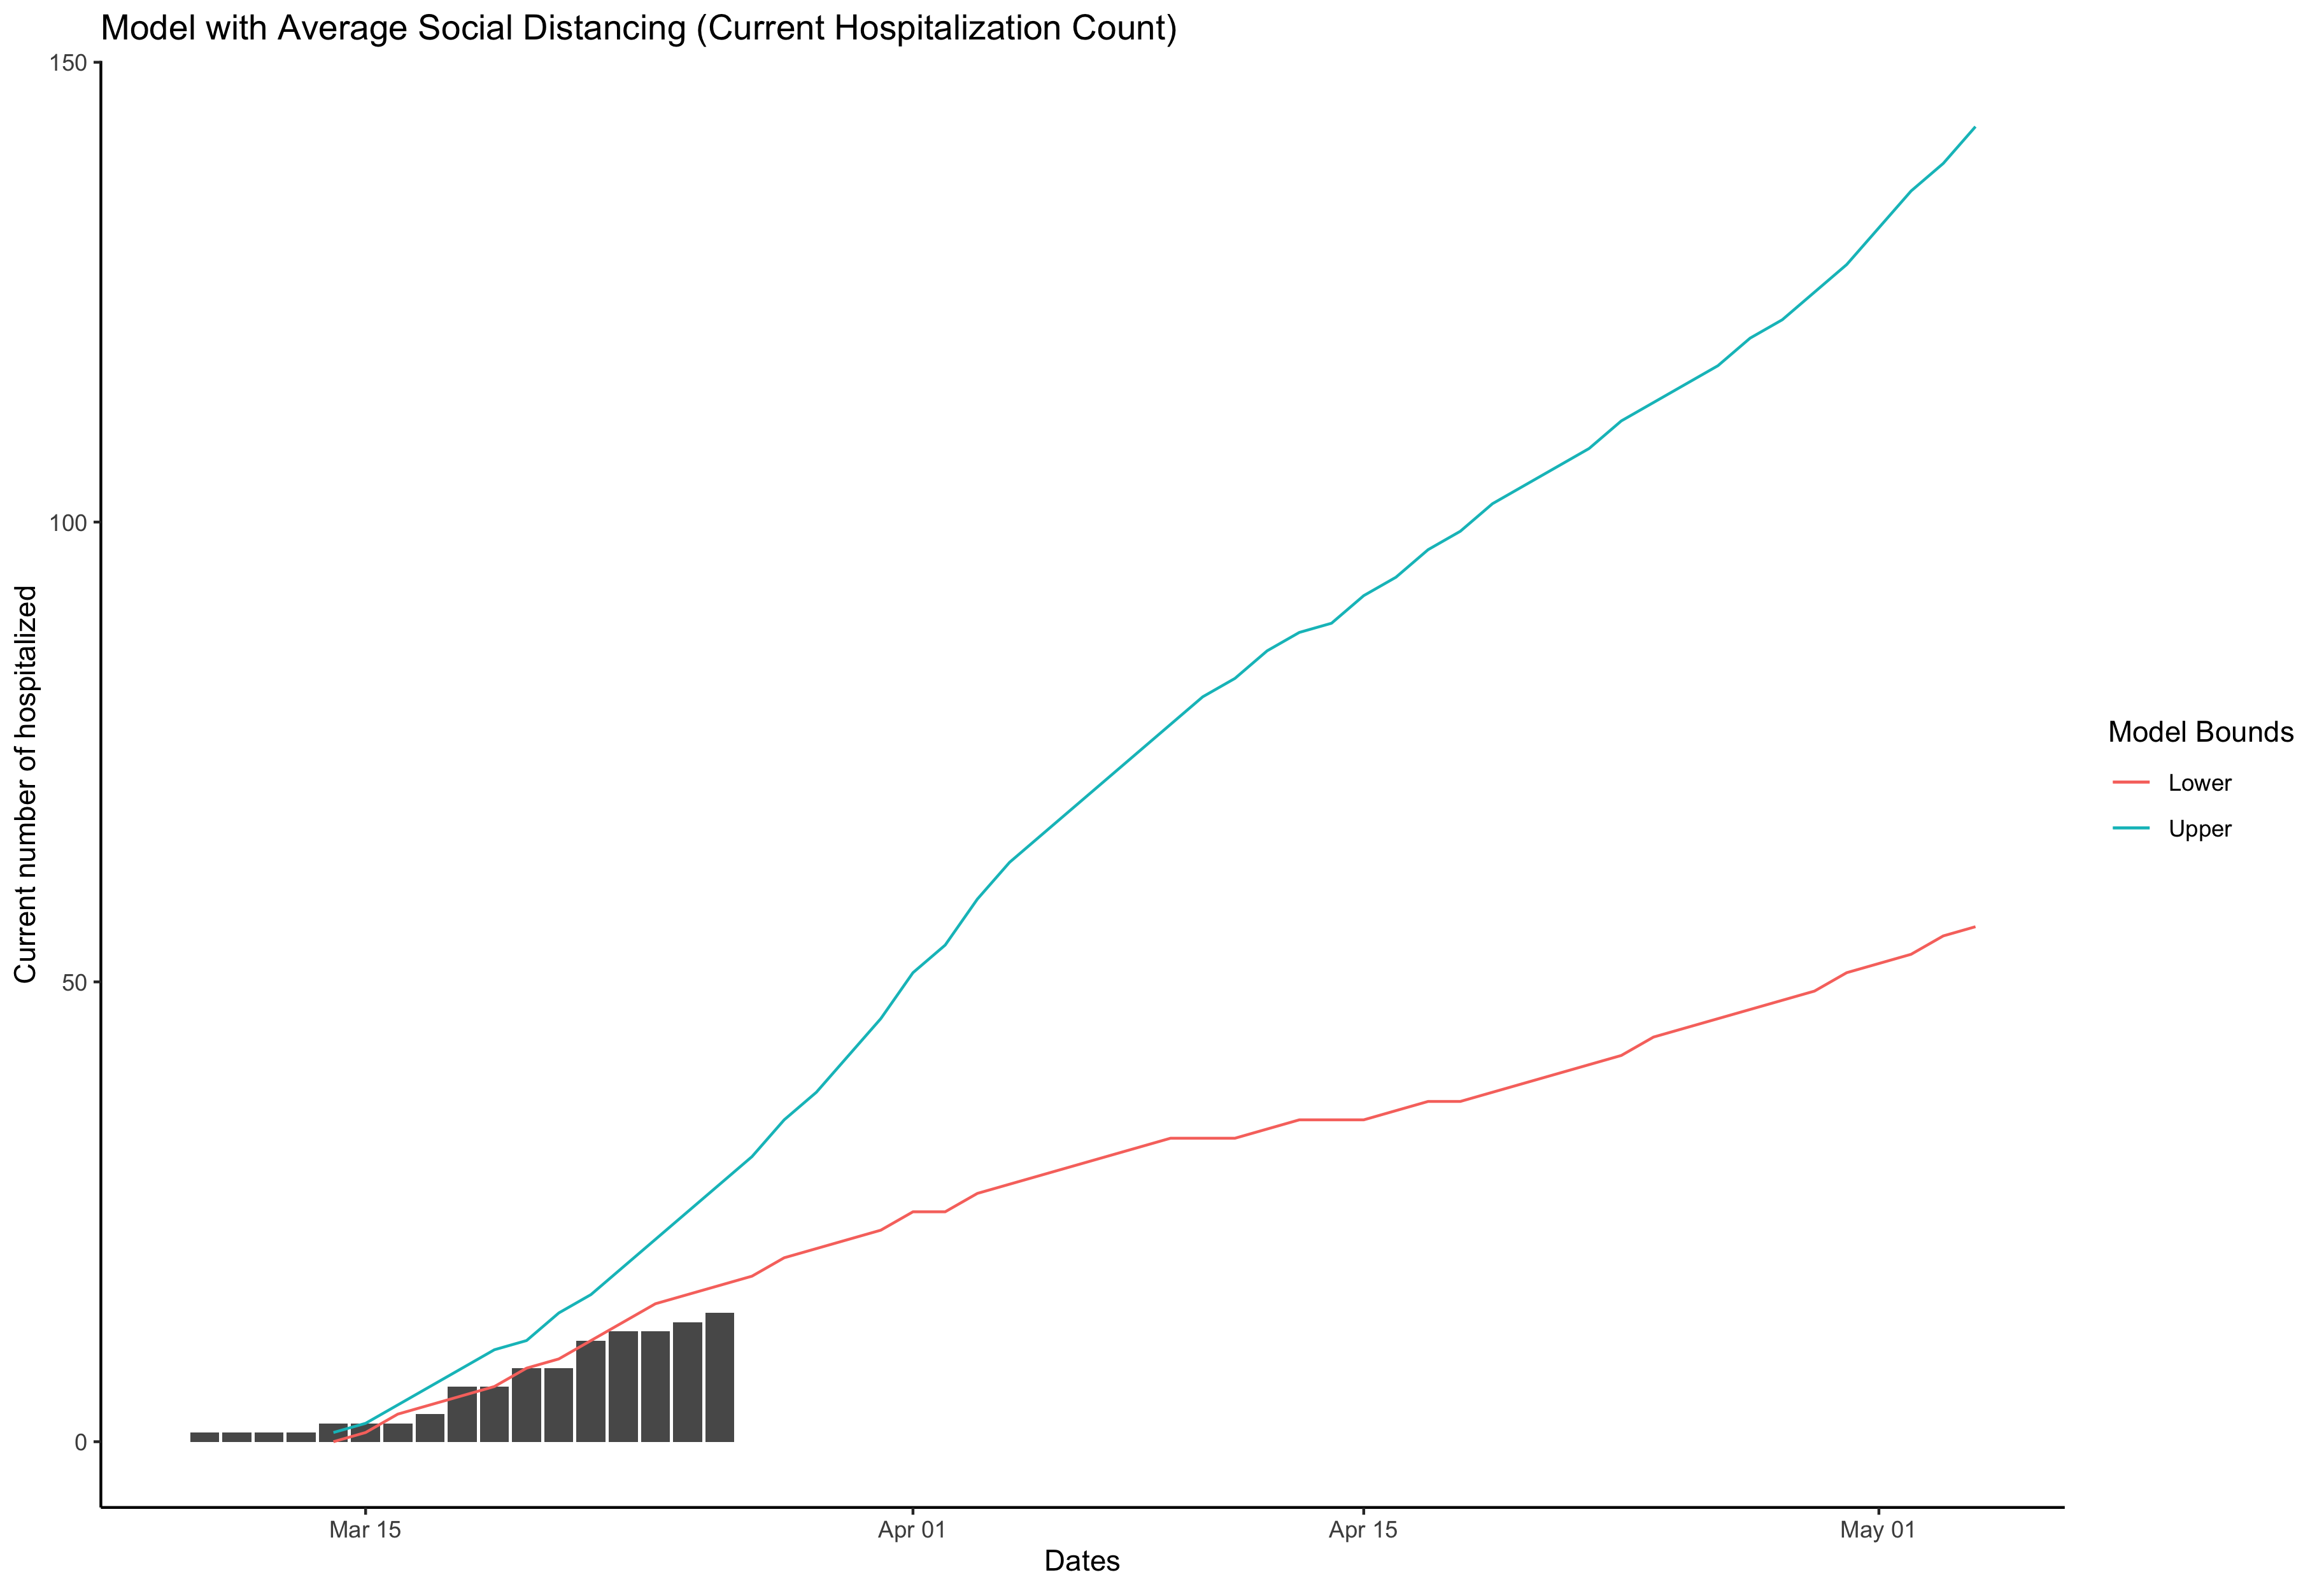 Model with Average Social Distancing (Current Hospitalization Count)
150
100
50
0
Current number of hospitalized
Mar 15
Apr 01
Apr 15
May 01
Dates
Model Bounds
Lower
Upper